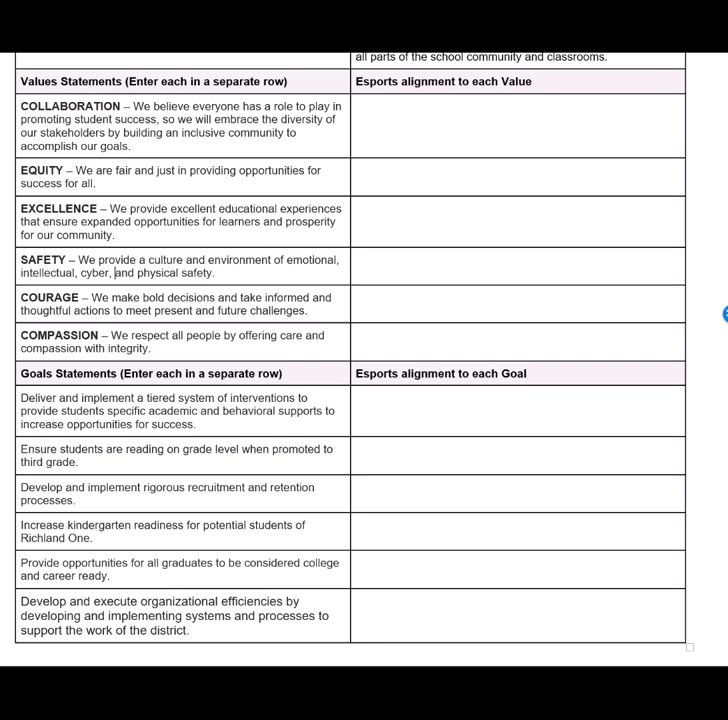 all parts of the school community and classrooms.
Values Statements (Enter each in a separate row)
Esports alignment to each Value
COLLABORATION – We believe everyone has a role to play in
promoting student success, so we will embrace the diversity of
our stakeholders by building an inclusive community to
accomplish our goals.
EQUITY – We are fair and just in providing opportunities for
success for all.
EXCELLENCE – We provide excellent educational experiences
that ensure expanded opportunities for learners and prosperity
for our community.
SAFETY – We provide a culture and environment of emotional,
intellectual, cyber, and physical safety.
COURAGE – We make bold decisions and take informed and
thoughtful actions to meet present and future challenges.
COMPASSION – We respect all people by offering care and
compassion with integrity.
Goals Statements (Enter each in a separate row)
Esports alignment to each Goal
Deliver and implement a tiered system of interventions to
provide students specific academic and behavioral supports to
increase opportunities for success.
Ensure students are reading on grade level when promoted to
third grade.
Develop and implement rigorous recruitment and retention
processes.
Increase kindergarten readiness for potential students of
Richland One.
Provide opportunities for all graduates to be considered college
and career ready.
Develop and execute organizational efficiencies by
developing and implementing systems and processes to
support the work of the district.